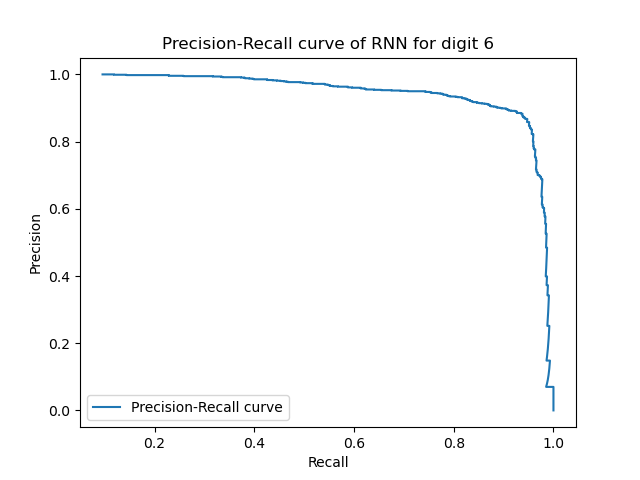 Precision-Recall curve of RNN for digit 6
1.0
0.8
0.6
0.4
0.2
0.0
Precision
Precision-Recall curve
0.2 0.4 0.6 0.8 1.0
Recall